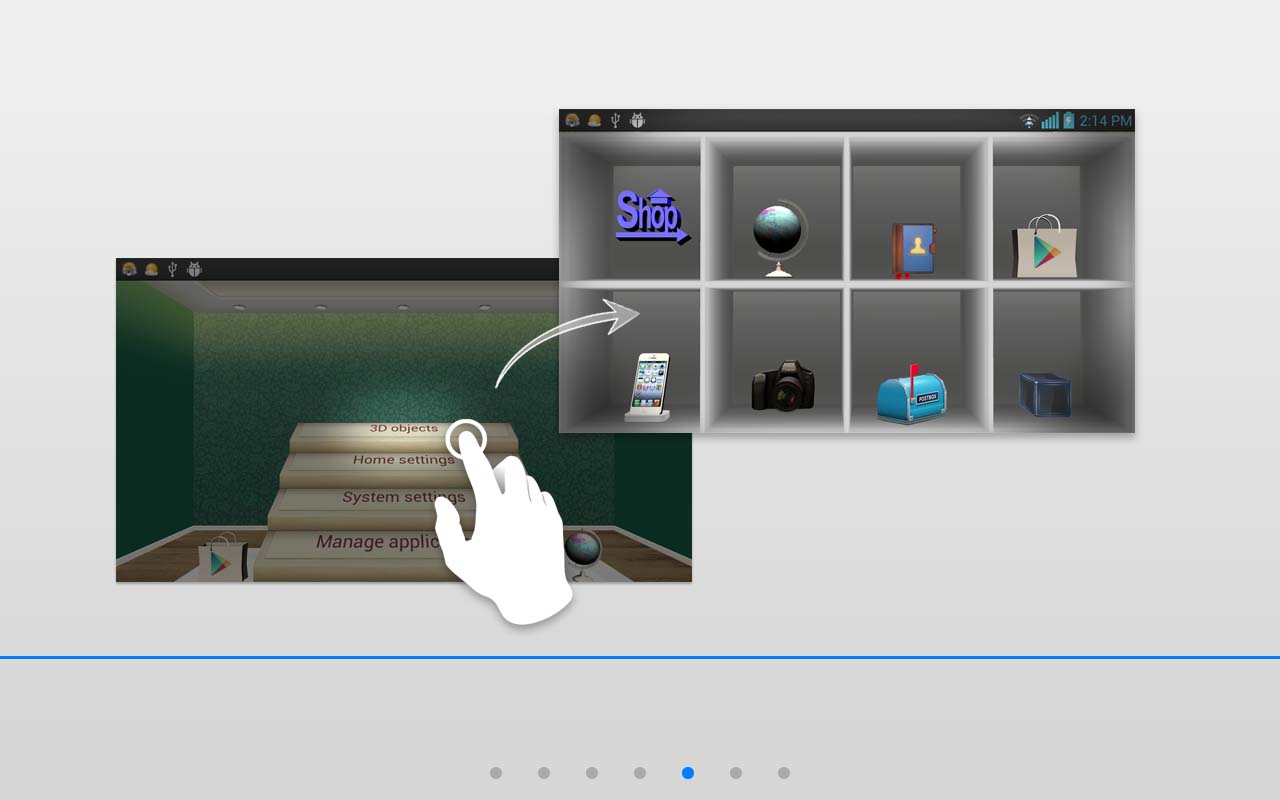 2:14 PM
Shop
POSTBOX
3D objects
Home settings
System settings
Manage applic